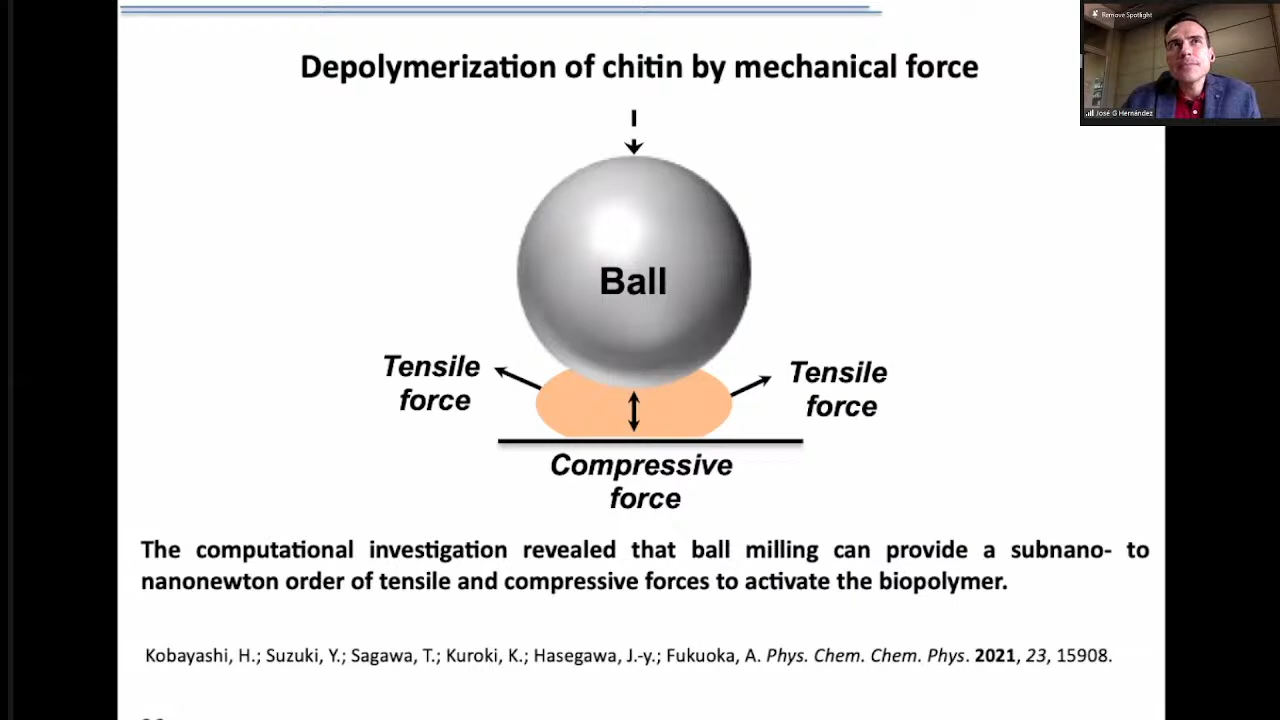 Remove Spotlight
José G Hernández
Depolymerization of chitin by mechanical force
Ball
Tensile
force
Tensile
force
Compressive
force
The computational investigation revealed that ball milling can provide a subnano- to
nanonewton order of tensile and compressive forces to activate the biopolymer.
Kobayashi, H.; Suzuki, Y.; Sagawa, T.; Kuroki, K.; Hasegawa, J.-y.; Fukuoka, A. Phys. Chem. Chem. Phys. 2021, 23, 15908.